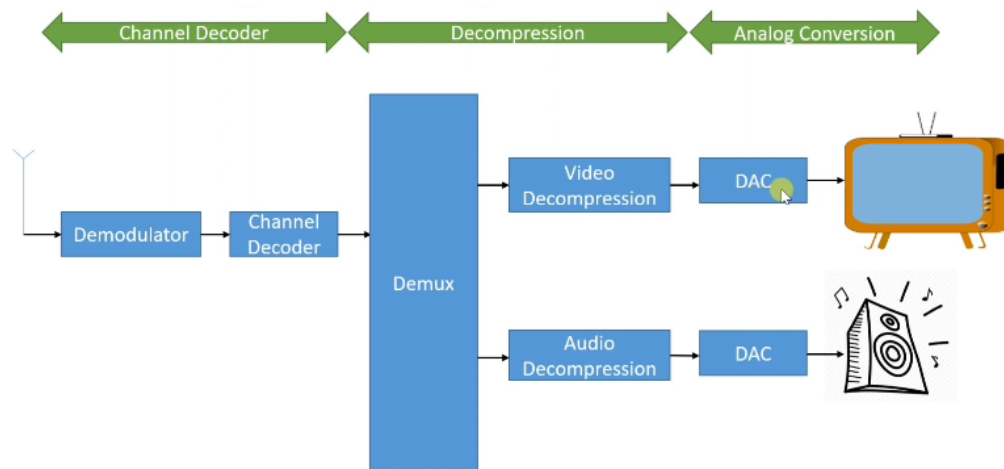 Channel Decoder
Decompression
Analog Conversion
Video
Decompression
DAC
Demodulator
Channel
Decoder
Demux
Audio
Decompression
DAC